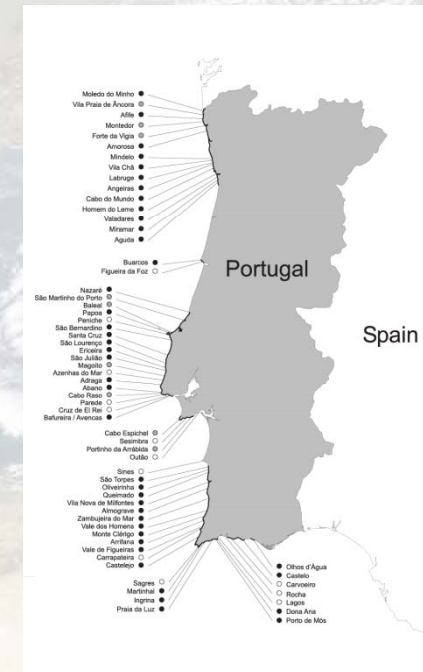 Moledo do Minho
Vila Praia de Âncora
Afife
Montedor
Forte da Vigia
Amorosa
Mindelo
Vila Chã
Labruge
Angeiras
Cabo do Mundo
Homem do Leme
Valadares
Miramar
Aguda
Buarcos
Figueira da Foz
Portugal
Spain
Nazaré
São Martinho do Porto
Baleal
Papoa
Peniche
São Bernardino
Santa Cruz
São Lourenço
Ericeira
São Julião
Magoito
Azenhas do Mar
Adraga
Abano
Cabo Raso
Parede
Cruz de El Rei
Bafureira / Avencas
Cabo Espichel
Sesimbra
Portinho da Arrábida
Outão
Sines
São Torpes
Oliveirinha
Queimado
Vila Nova de Milfontes
Almograve
Zambujeira do Mar
Vale dos Homens
Monte Clérigo
Arrifana
Vale de Figueiras
Carrapateira
Castelejo
Sagres
Martinhal
Ingrina
Praia da Luz
Olhos d'Água
Castelo
Carvoeiro
Rocha
Lagos
Dona Ana
Porto de Mós